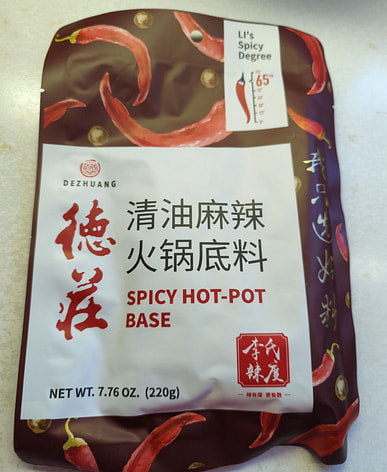 LI's
Spicy
Degree
65°
DEZHUANG
德莊
清油麻辣
火锅底料
SPICY HOT-POT
BASE
李氏
辣度
NET WT. 7.76 OZ. (220g)